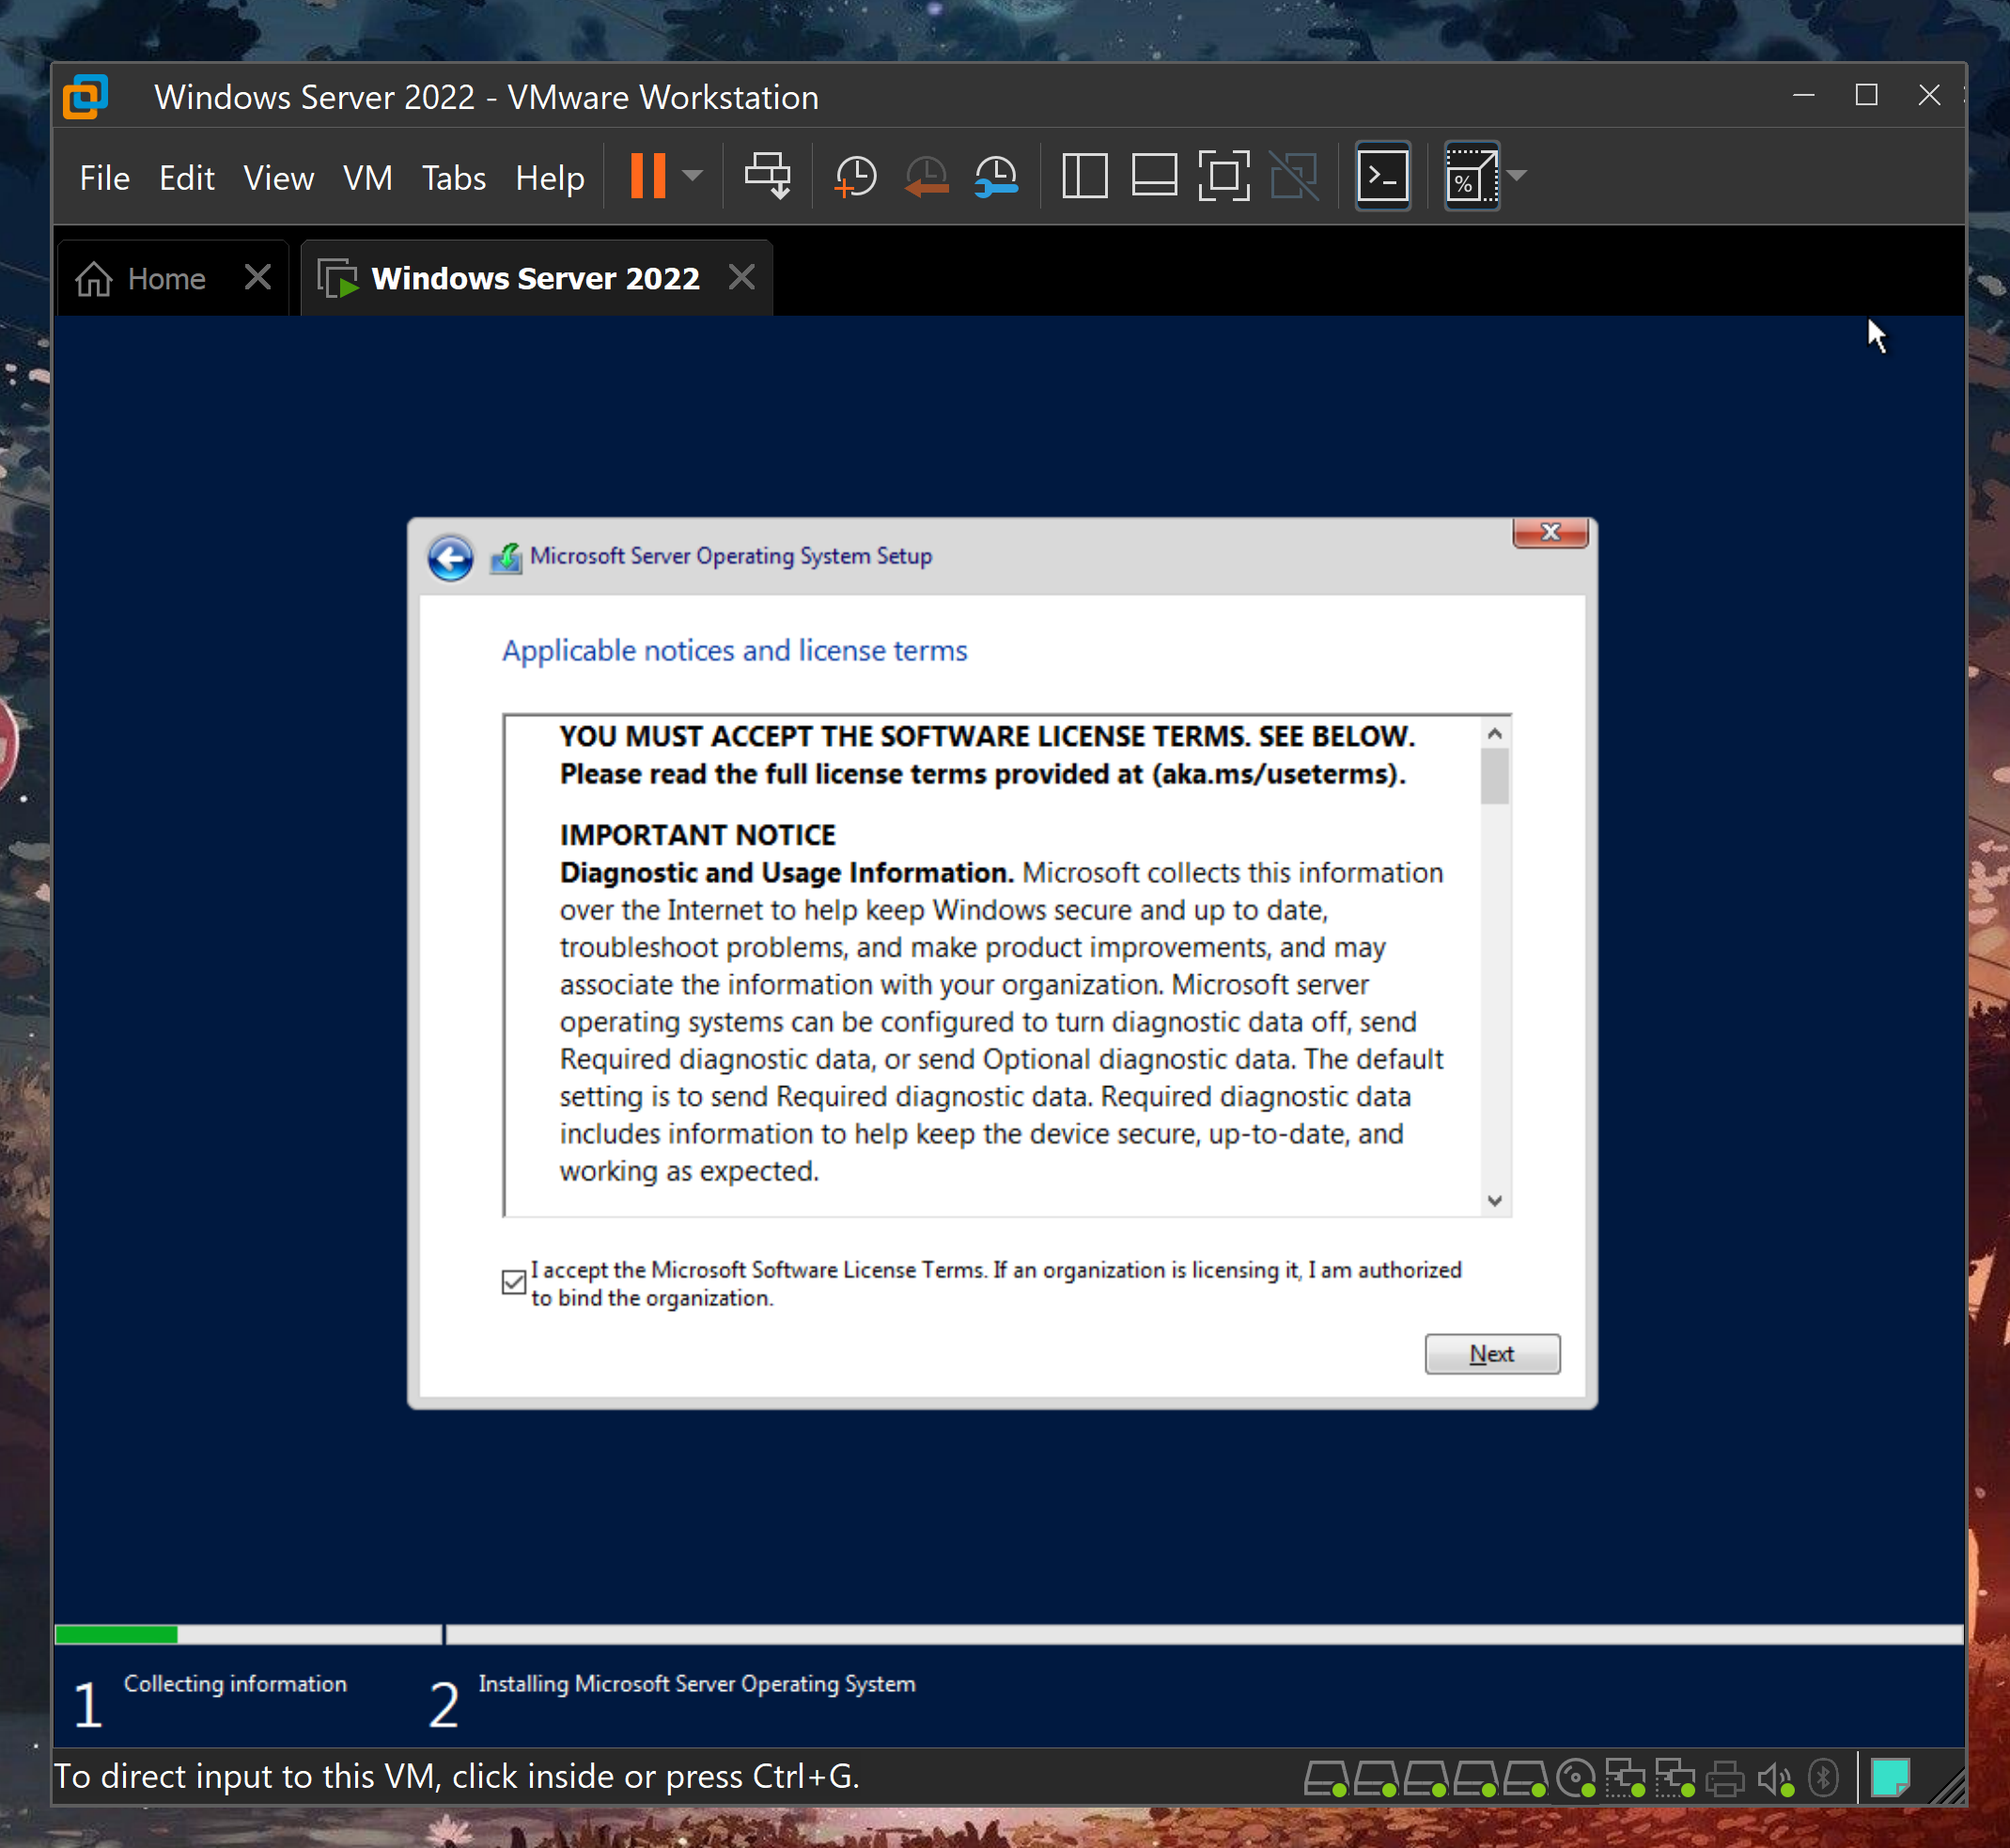 Windows Server 2022 - VMware Workstation
File Edit View VM Tabs Help
%
Home
Windows Server 2022
Microsoft Server Operating System Setup
Applicable notices and license terms
YOU MUST ACCEPT THE SOFTWARE LICENSE TERMS. SEE BELOW.
Please read the full license terms provided at (aka.ms/useterms).
IMPORTANT NOTICE
Diagnostic and Usage Information. Microsoft collects this information
over the Internet to help keep Windows secure and up to date,
troubleshoot problems, and make product improvements, and may
associate the information with your organization. Microsoft server
operating systems can be configured to turn diagnostic data off, send
Required diagnostic data, or send Optional diagnostic data. The default
setting is to send Required diagnostic data. Required diagnostic data
includes information to help keep the device secure, up-to-date, and
working as expected.
I accept the Microsoft Software License Terms. If an organization is licensing it, I am authorized
to bind the organization.
Next
1 Collecting information
2 Installing Microsoft Server Operating System
To direct input to this VM, click inside or press Ctrl+G.